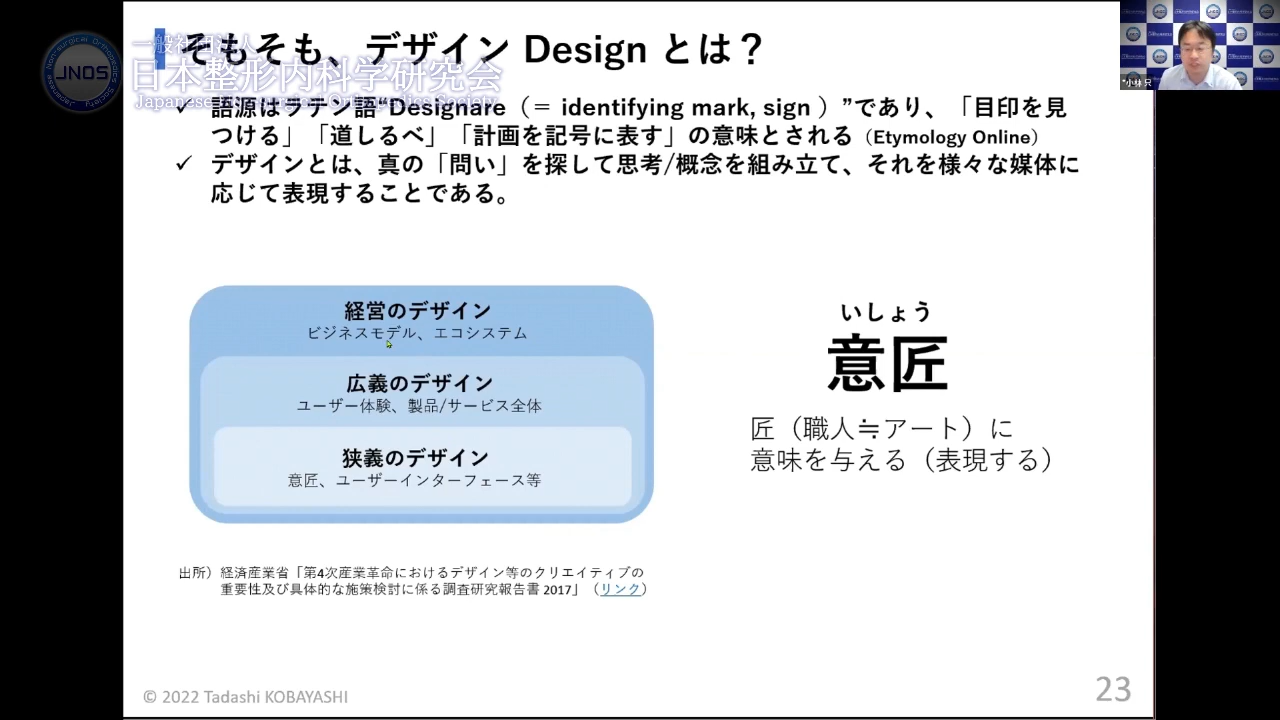 そもそも、デザイン Design とは？
一般社団法人
日本整形内科学研究会
Japanese Nonsurgical Orthopedics Society
JNOS
Japanese Nonsurgical Orthopedics Society
✓ 語源はラテン語“Designare（＝ identifying mark, sign ）”であり、「目印を見
つける」「道しるべ」「計画を記号に表す」の意味とされる（Etymology Online）
✓ デザインとは、真の「問い」を探して思考/概念を組み立て、それを様々な媒体に
応じて表現することである。
経営のデザイン
ビジネスモデル、エコシステム
広義のデザイン
ユーザー体験、製品/サービス全体
狭義のデザイン
意匠、ユーザーインターフェース等
いしょう
意匠
匠（職人≒アート）に
意味を与える（表現する）
出所）経済産業省「第4次産業革命におけるデザイン等のクリエイティブの
重要性及び具体的な施策検討に係る調査研究報告書 2017」（リンク）
© 2022 Tadashi KOBAYASHI
23
小林 只